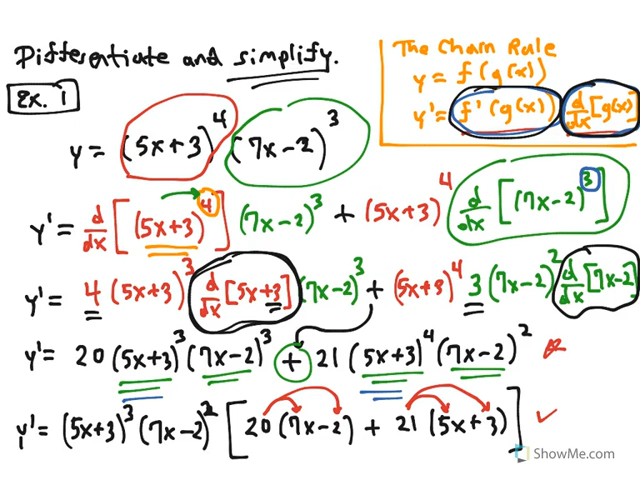 Differentiate and simplify.
Ex. 1
The Chain Rule
y = f(g(x))
y' = f'(g(x)) d/dx [g(x)]
y = (5x+3)^4 (7x-2)^3
y' = d/dx [(5x+3)^4] (7x-2)^3 + (5x+3)^4 d/dx [(7x-2)^3]
y' = 4 (5x+3)^3 d/dx [5x+3] (7x-2)^3 + (5x+3)^4 3 (7x-2)^2 d/dx [7x-2]
y' = 20 (5x+3)^3 (7x-2)^3 + 21 (5x+3)^4 (7x-2)^2
y' = (5x+3)^3 (7x-2)^2 [20 (7x-2) + 21 (5x+3)] ✓
ShowMe.com